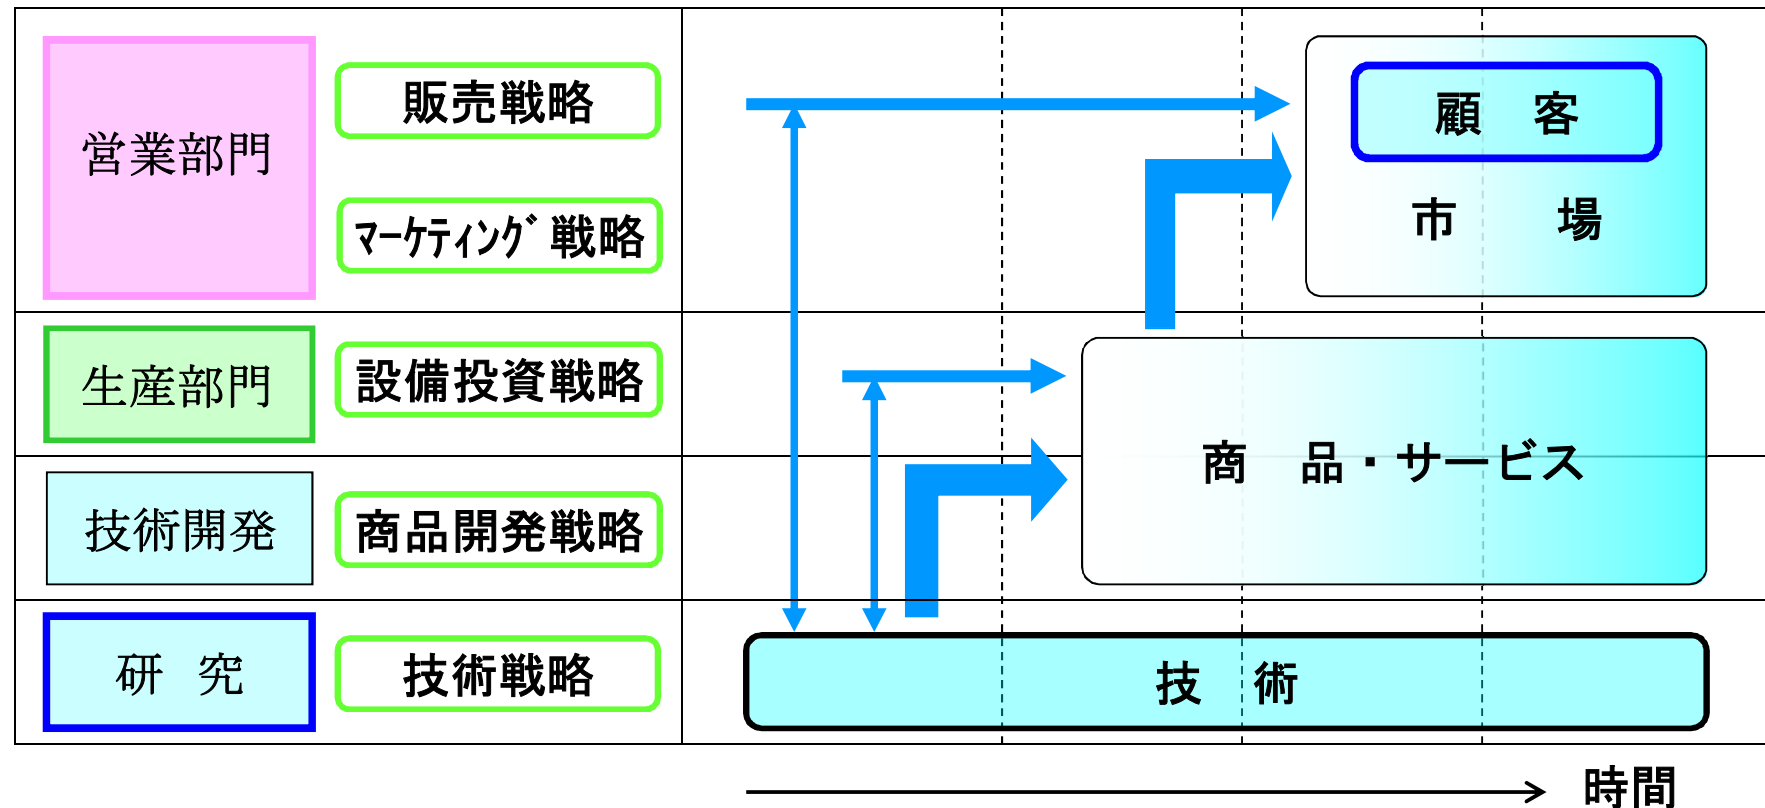 営業部門
販売戦略
ﾏｰｹﾃｨﾝｸﾞ戦略
顧　客
市　場
生産部門
設備投資戦略
商　品・サービス
技術開発
商品開発戦略
研　究
技術戦略
技　術
時間